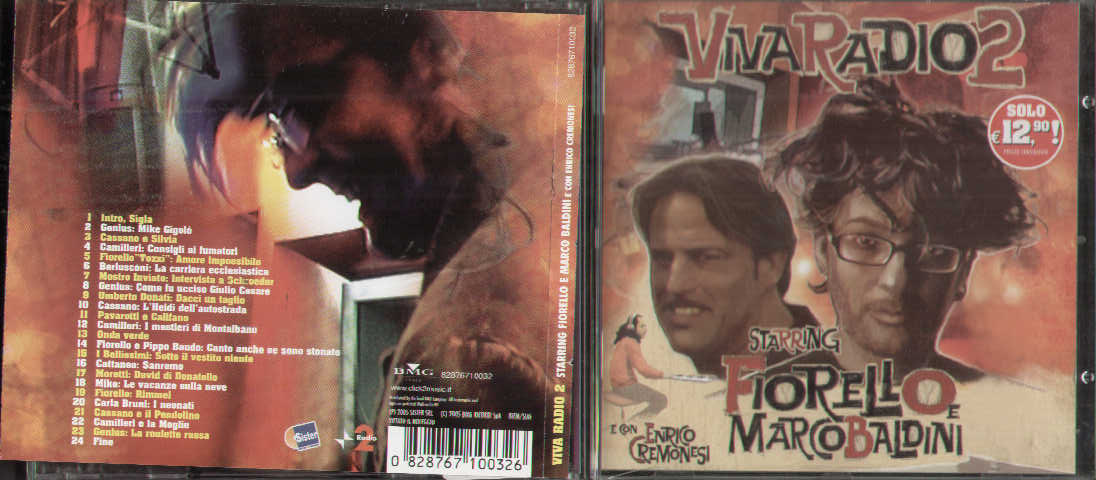 1 Intro, Sigla
2 Genius: Mike Gigolò
3 Cassano e Silvia
4 Camilleri: Consigli ai fumatori
5 Fiorello "Tozzi": Amore Impossibile
6 Berlusconi: La carriera ecclesiastica
7 Mostro Inviato: Intervista a
8 Genius: Come fu ucciso Giulio Cesare
9 Umberto Donati: Dacci un taglio
10 Cassano: L'Heidi dell'autostrada
11 Pavarotti e Califano
12 Camilleri: I mestieri di Montalbano
13 Onda verde
14 Fiorello e Pippo Baudo: Canto anche se sono stonato
15 I Bellissimi: Sotto il vestito niente
16 Cattaneo: Sanremo
17 Moretti: David di Donatello
18 Mike: Le vacanze sulla neve
19 Fiorello: Rimmel
20 Carla Bruni: I neonati
21 Cassano e il Pendolino
22 Camilleri e la Moglie
23 Genius: La roulette russa
24 Fine
Sister
Radio 2
BMG
82876710032
www.click2music.it
0 828767 100326
VIVA RADIO 2 STARRING FIORELLO E MARCO BALDINI E CON ENRICO CREMONESI
82876710032
VIVARADIO2
SOLO
€12,90!
STARRING
FIORELLO E
MARCO BALDINI
E CON ENRICO
CREMONESI